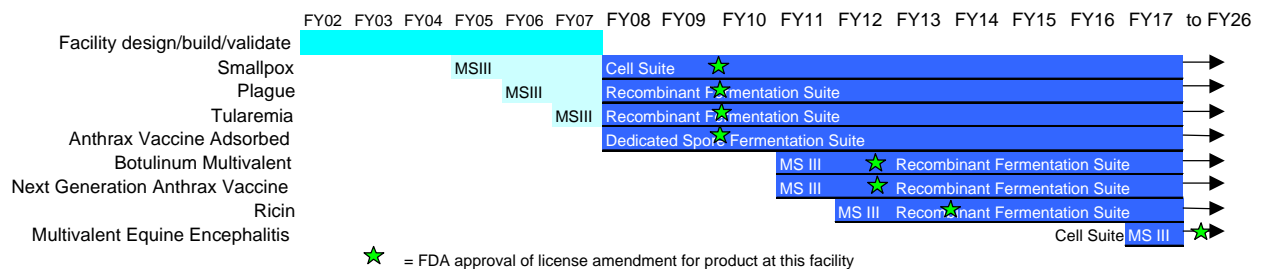 FY02 FY03 FY04 FY05 FY06 FY07 FY08 FY09 FY10 FY11 FY12 FY13 FY14 FY15 FY16 FY17 to FY26
Facility design/build/validate
Smallpox MSIII Cell Suite
Plague MSIII Recombinant Fermentation Suite
Tularemia MSIII Recombinant Fermentation Suite
Anthrax Vaccine Adsorbed Dedicated Spore Fermentation Suite
Botulinum Multivalent MS III Recombinant Fermentation Suite
Next Generation Anthrax Vaccine MS III Recombinant Fermentation Suite
Ricin MS III Recombinant Fermentation Suite
Multivalent Equine Encephalitis Cell Suite MS III
= FDA approval of license amendment for product at this facility